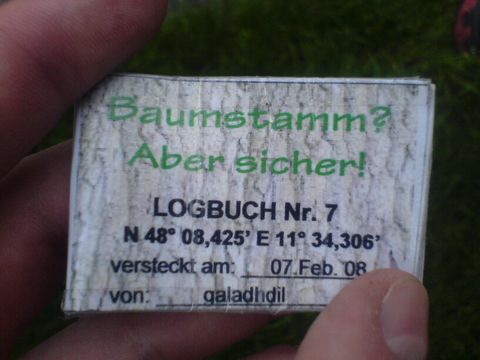 Baumstamm?
Aber sicher!
LOGBUCH Nr. 7
N 48° 08,425' E 11° 34,306'
versteckt am: 07.Feb. 08
von: galadhdil